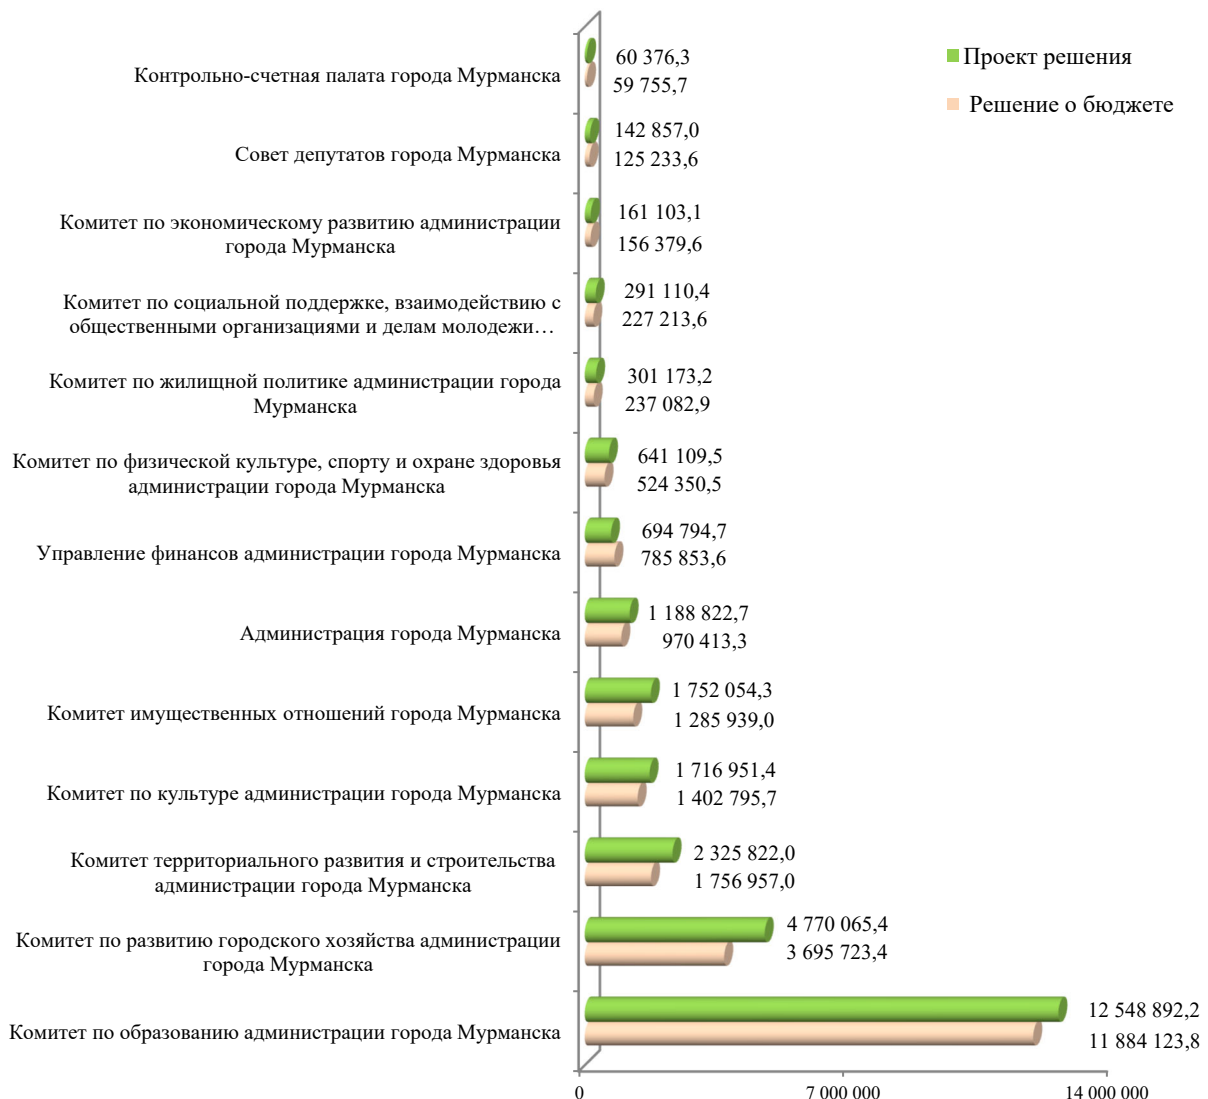 Проект решения
Решение о бюджете
Контрольно-счетная палата города Мурманска
60 376,3
59 755,7
Совет депутатов города Мурманска
142 857,0
125 233,6
Комитет по экономическому развитию администрации
города Мурманска
161 103,1
156 379,6
Комитет по социальной поддержке, взаимодействию с
общественными организациями и делам молодежи…
291 110,4
227 213,6
Комитет по жилищной политике администрации города
Мурманска
301 173,2
237 082,9
Комитет по физической культуре, спорту и охране здоровья
администрации города Мурманска
641 109,5
524 350,5
Управление финансов администрации города Мурманска
694 794,7
785 853,6
Администрация города Мурманска
1 188 822,7
970 413,3
Комитет имущественных отношений города Мурманска
1 752 054,3
1 285 939,0
Комитет по культуре администрации города Мурманска
1 716 951,4
1 402 795,7
Комитет территориального развития и строительства
администрации города Мурманска
2 325 822,0
1 756 957,0
Комитет по развитию городского хозяйства администрации
города Мурманска
4 770 065,4
3 695 723,4
Комитет по образованию администрации города Мурманска
12 548 892,2
11 884 123,8
0
7 000 000
14 000 000